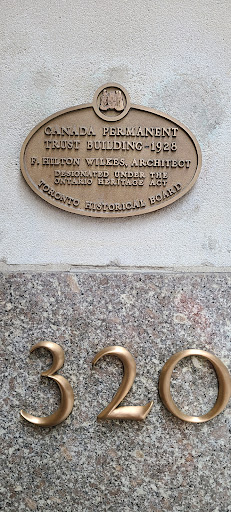 CANADA PERMANENT
TRUST BUILDING-1928
F. HILTON WILKES, ARCHITECT
DESIGNATED UNDER THE
ONTARIO HERITAGE ACT
TORONTO HISTORICAL BOARD
320